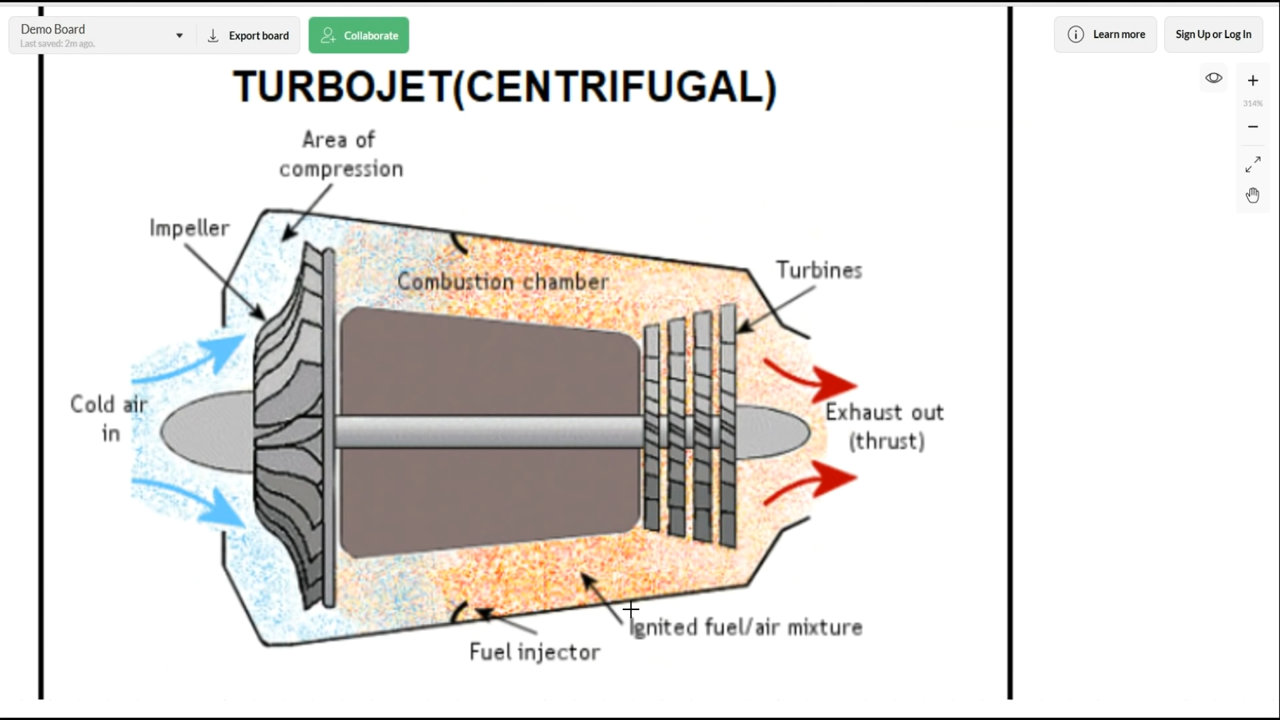 Demo Board
Last saved: 2m ago.
Export board
Collaborate
Learn more
Sign Up or Log In
314%
TURBOJET(CENTRIFUGAL)
Area of
compression
Impeller
Combustion chamber
Turbines
Cold air
in
Exhaust out
(thrust)
Ignited fuel/air mixture
Fuel injector